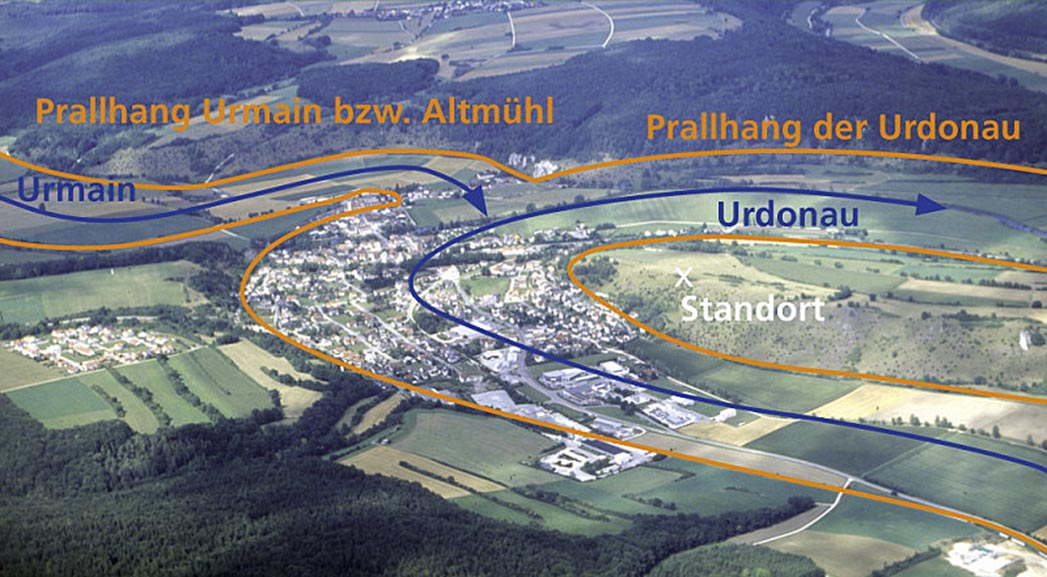 Prallhang Urmain bzw. Altmühl
Prallhang der Urdonau
Urmain
Urdonau
X
Standort